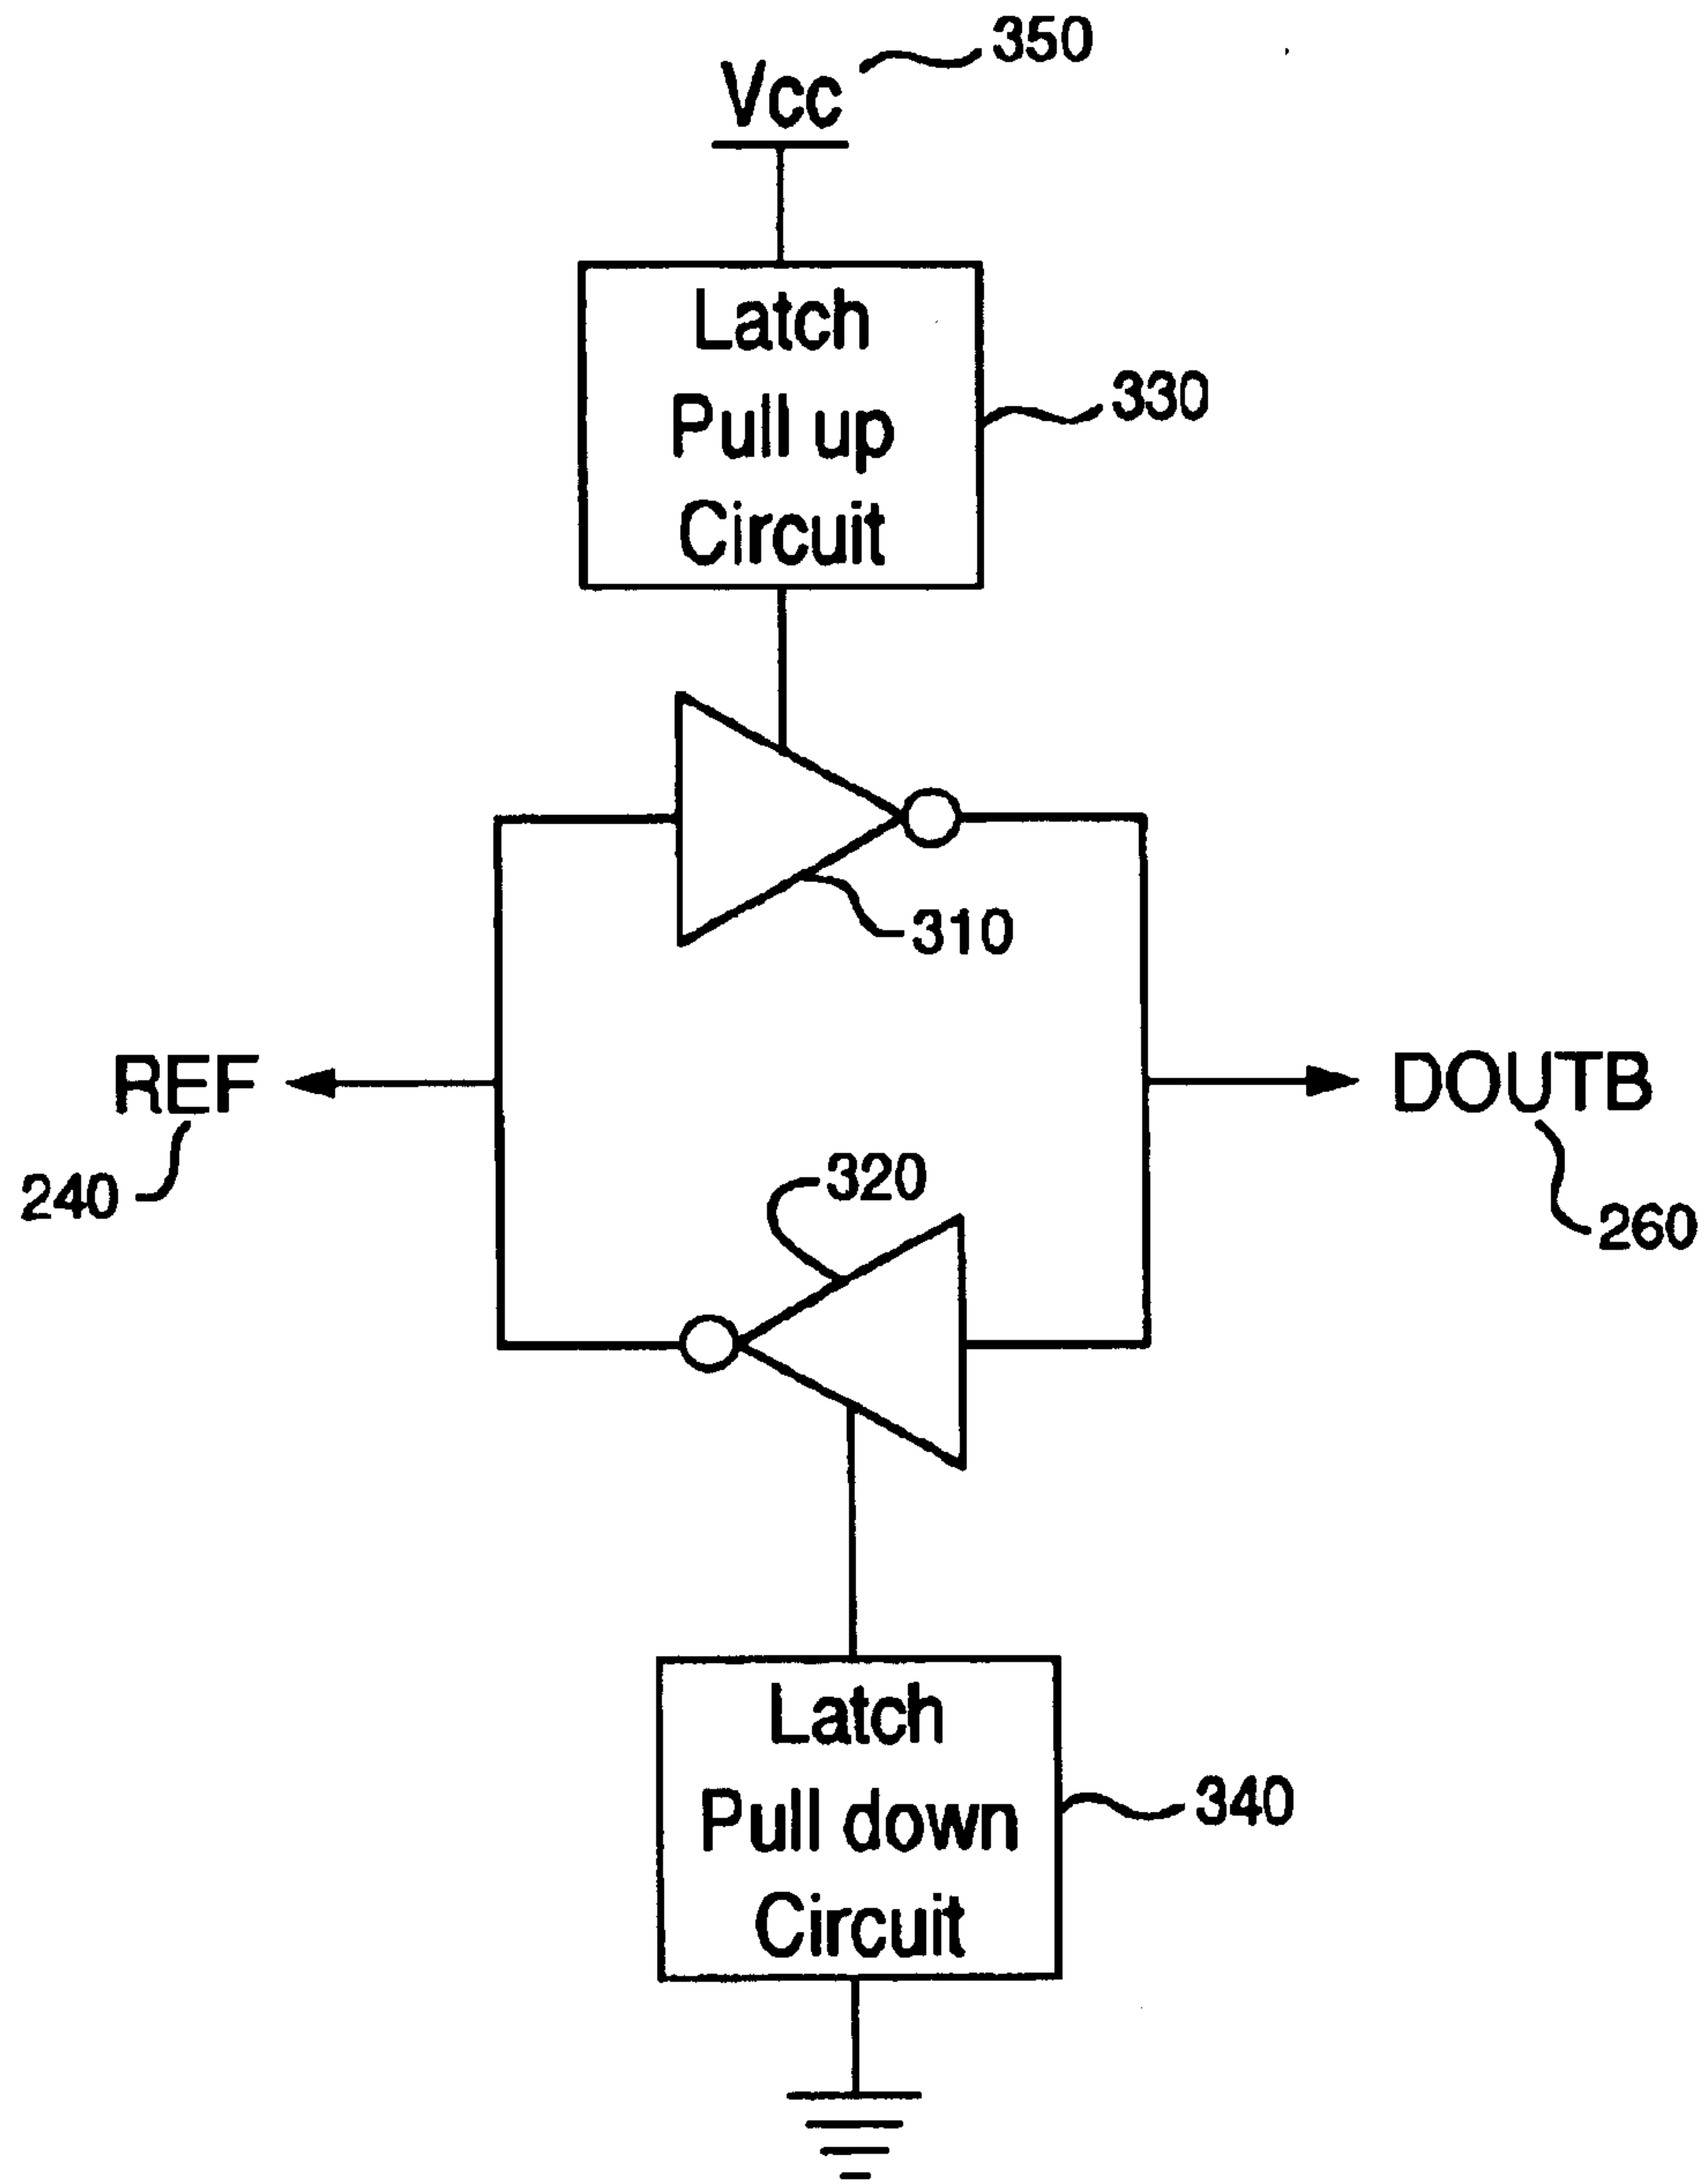 350
Vcc
Latch
Pull up
Circuit
330
310
REF
DOUTB
240
320
260
Latch
Pull down
Circuit
340